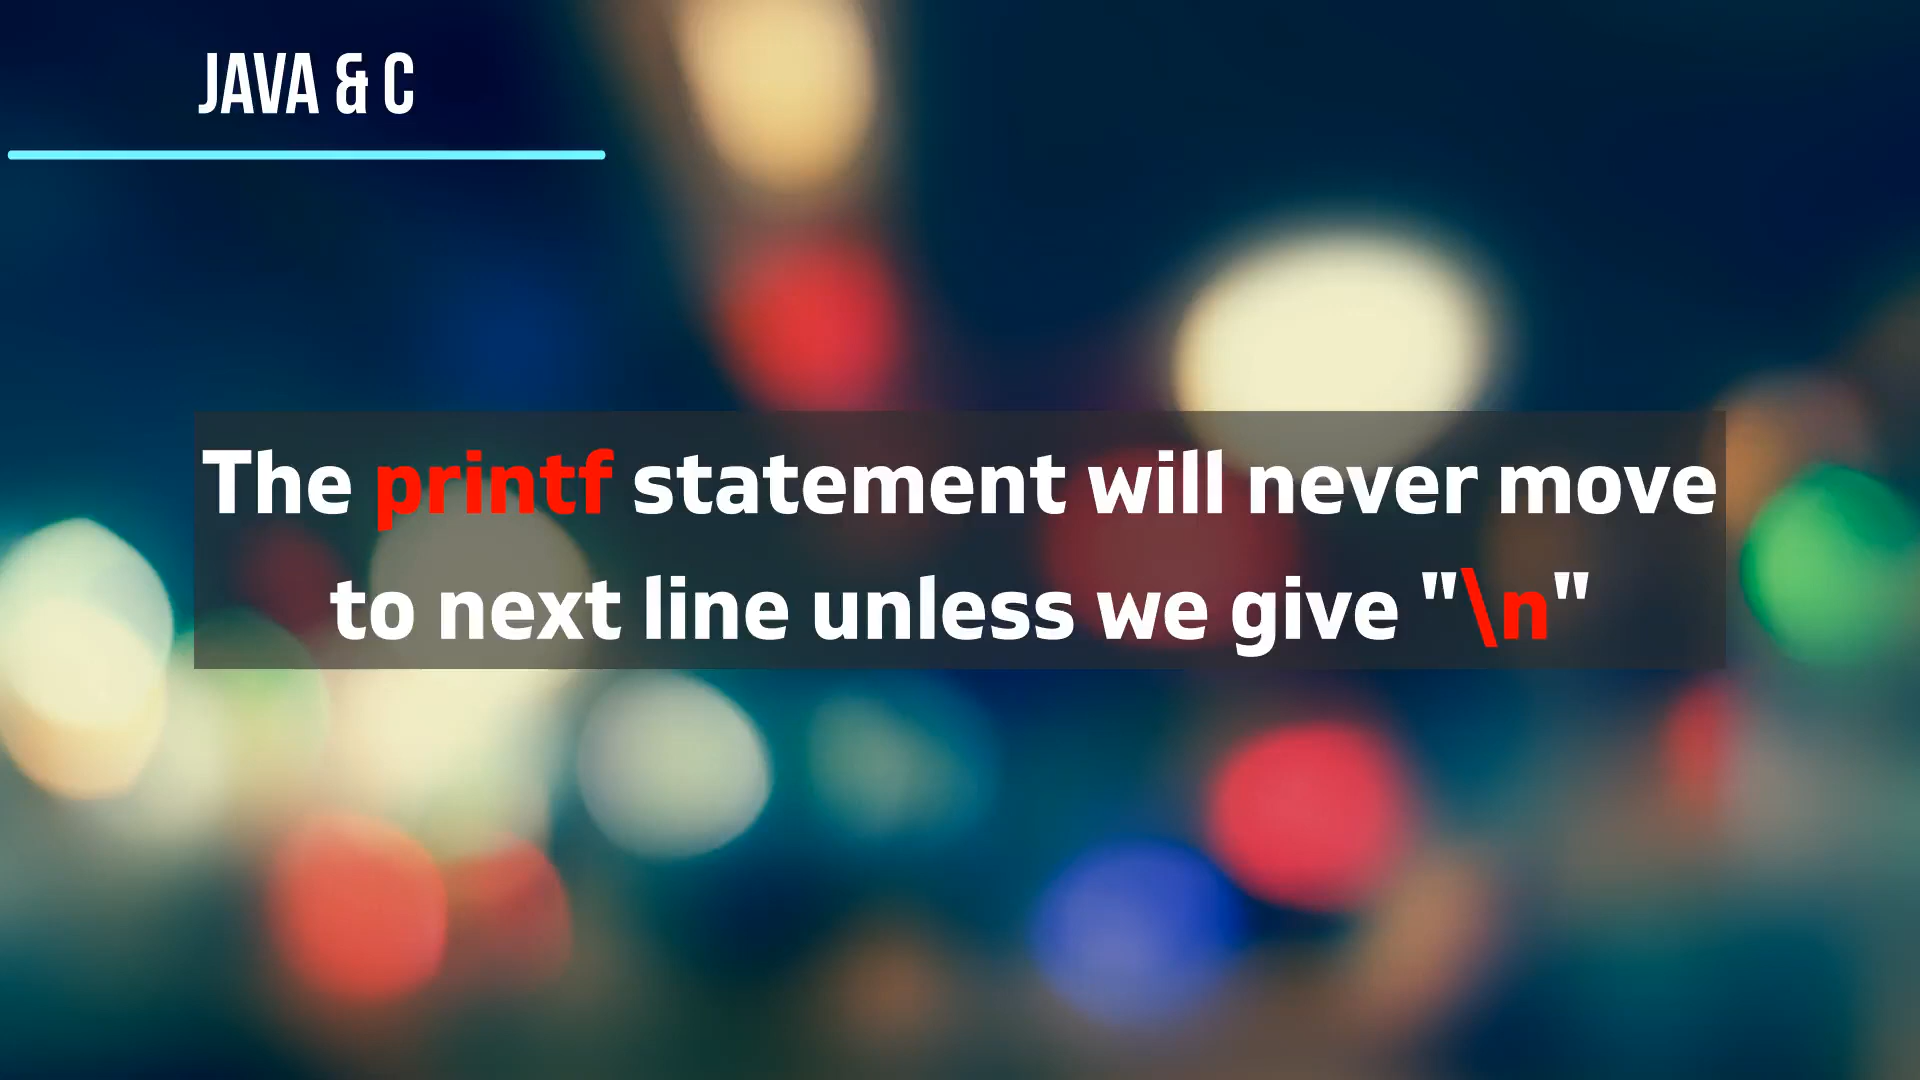 JAVA & C
The printf statement will never move
to next line unless we give "\n"